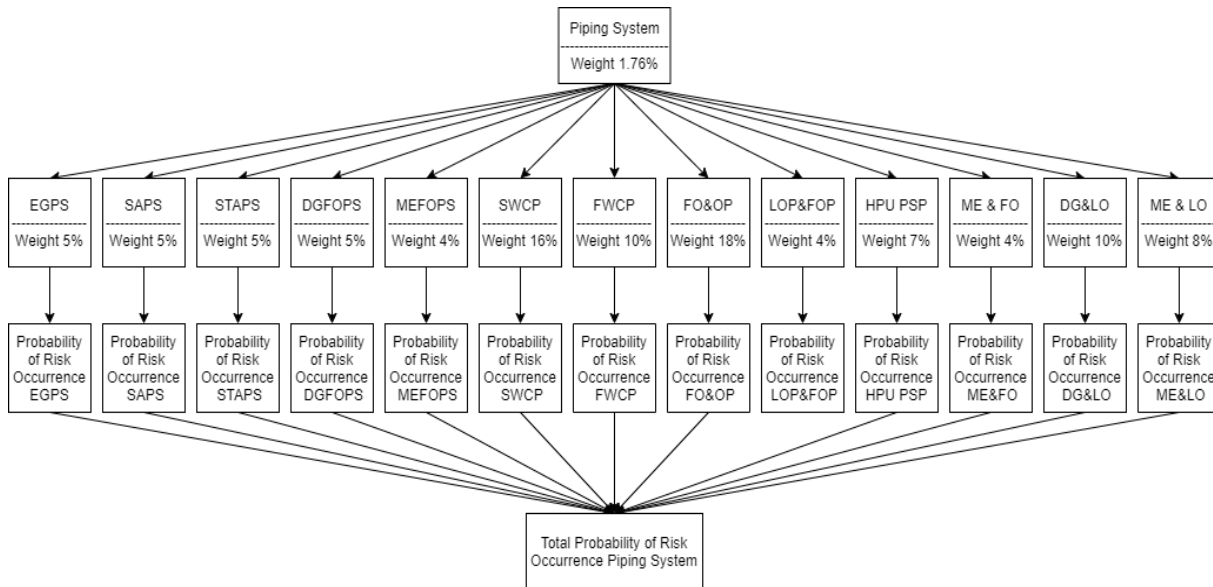 Piping System
Weight 1.76%
EGPS
Weight 5%
SAPS
Weight 5%
STAPS
Weight 5%
DGFOPS
Weight 5%
MEFOPS
Weight 4%
SWCP
Weight 16%
FWCP
Weight 10%
FO&OP
Weight 18%
LOP&FOP
Weight 4%
HPU PSP
Weight 7%
ME & FO
Weight 4%
DG&LO
Weight 10%
ME & LO
Weight 8%
Probability
of Risk
Occurrence
EGPS
Probability
of Risk
Occurrence
SAPS
Probability
of Risk
Occurrence
STAPS
Probability
of Risk
Occurrence
DGFOPS
Probability
of Risk
Occurrence
MEFOPS
Probability
of Risk
Occurrence
SWCP
Probability
of Risk
Occurrence
FWCP
Probability
of Risk
Occurrence
FO&OP
Probability
of Risk
Occurrence
LOP&FOP
Probability
of Risk
Occurrence
HPU PSP
Probability
of Risk
Occurrence
ME&FO
Probability
of Risk
Occurrence
DG&LO
Probability
of Risk
Occurrence
ME&LO
Total Probability of Risk
Occurrence Piping System